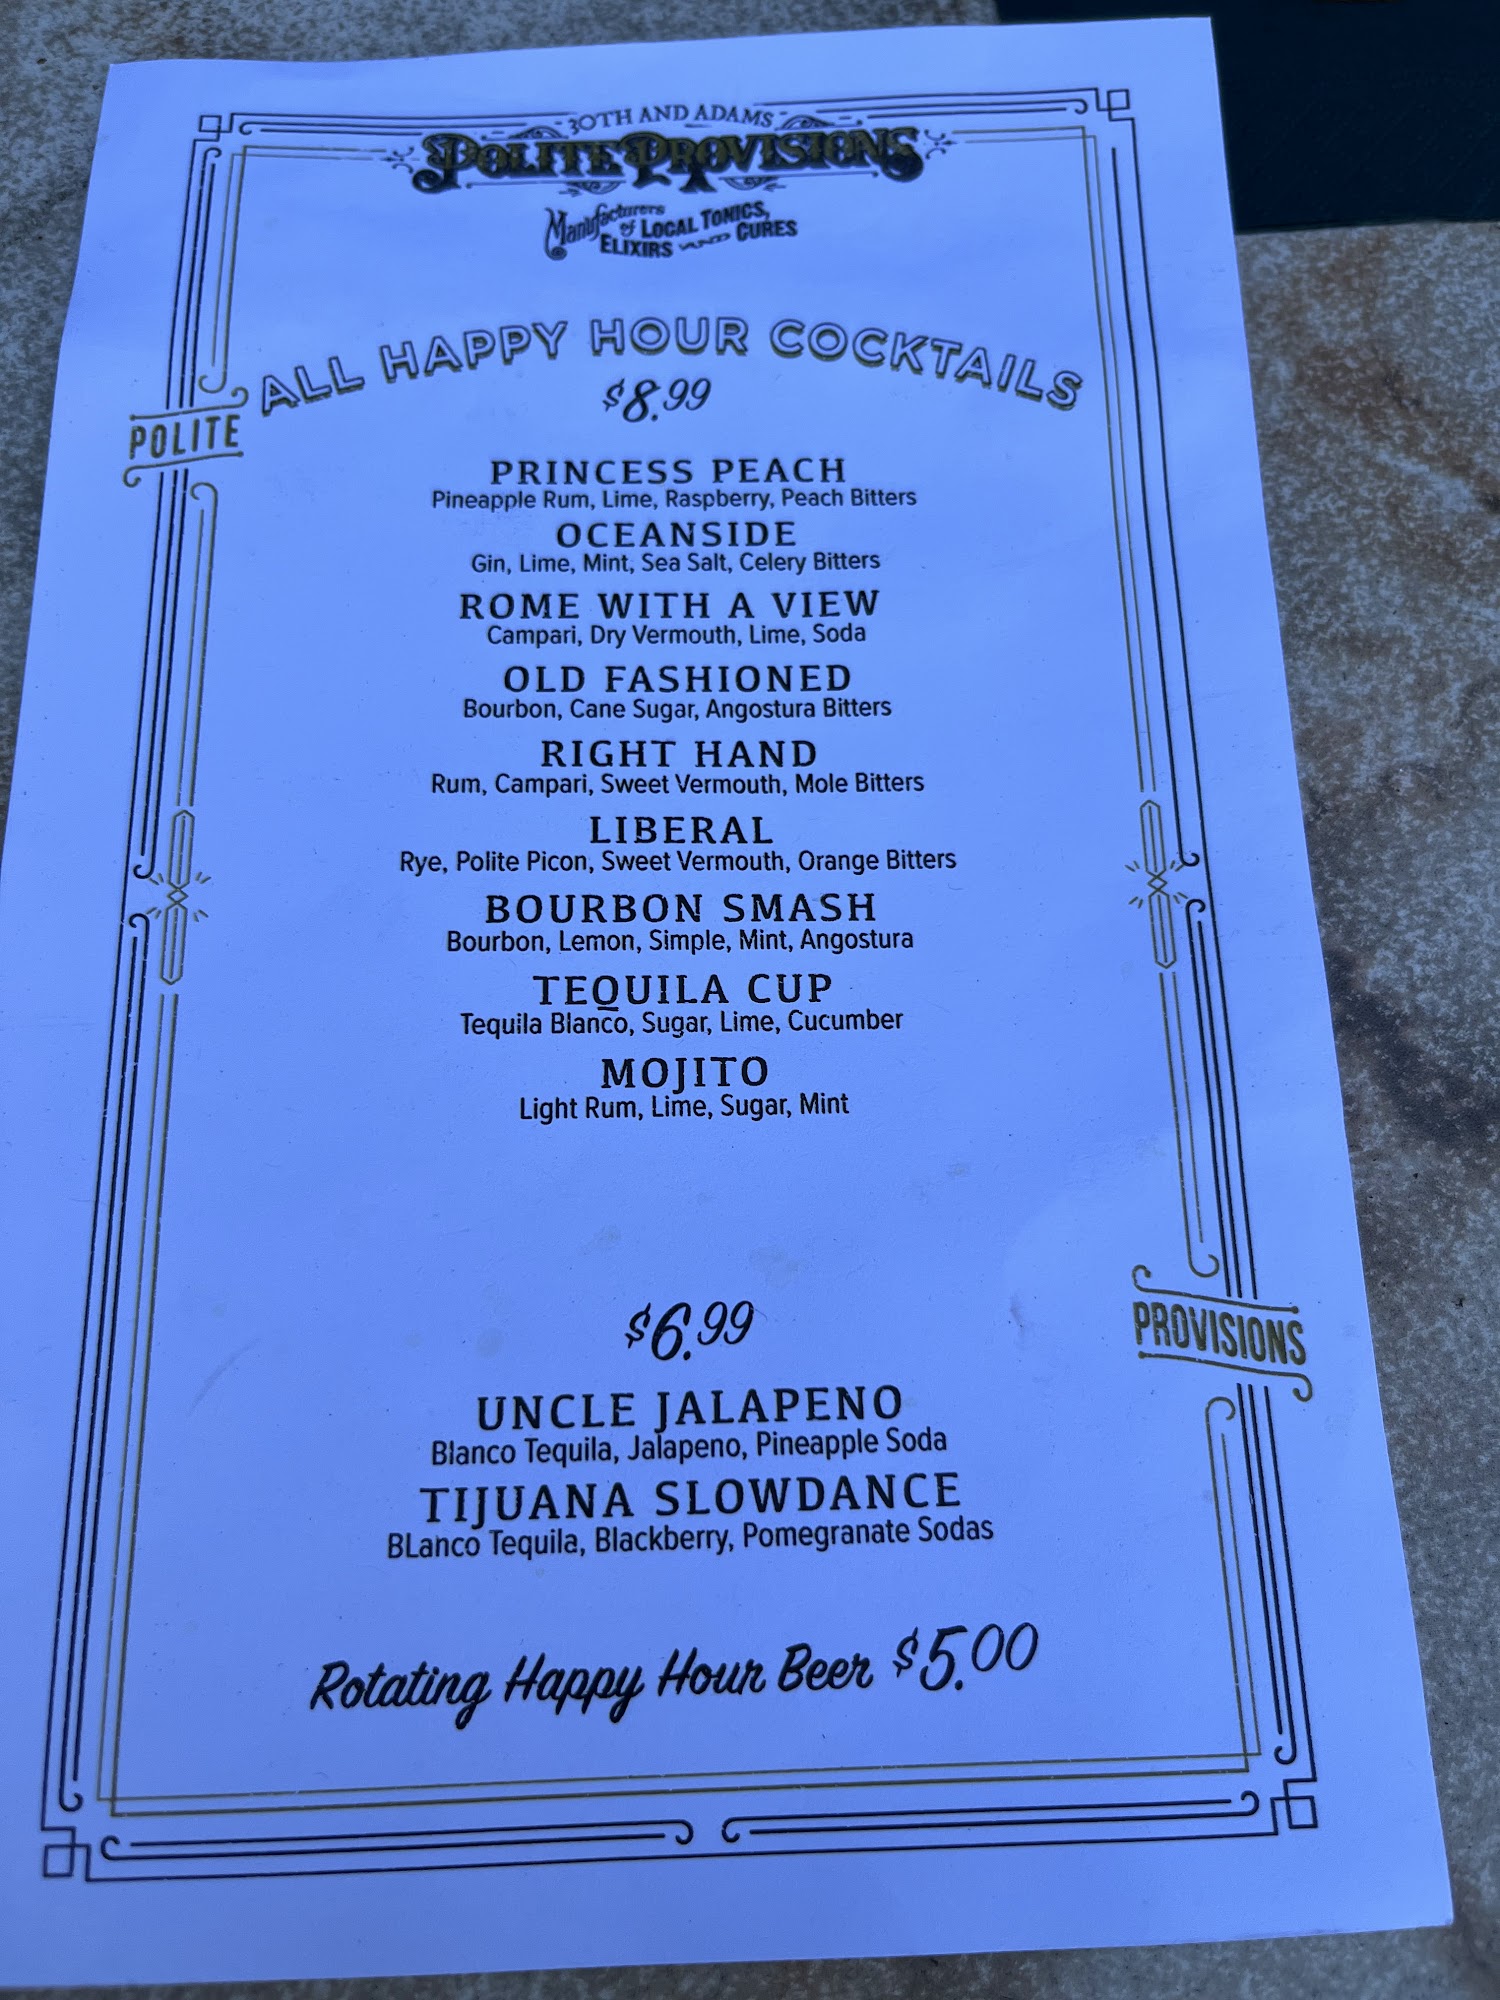 30TH AND ADAMS
POLITE PROVISIONS
Manufacturers of LOCAL TONICS,
ELIXIRS AND CURES
ALL HAPPY HOUR COCKTAILS
$8.99
POLITE
PRINCESS PEACH
Pineapple Rum, Lime, Raspberry, Peach Bitters
OCEANSIDE
Gin, Lime, Mint, Sea Salt, Celery Bitters
ROME WITH A VIEW
Campari, Dry Vermouth, Lime, Soda
OLD FASHIONED
Bourbon, Cane Sugar, Angostura Bitters
RIGHT HAND
Rum, Campari, Sweet Vermouth, Mole Bitters
LIBERAL
Rye, Polite Picon, Sweet Vermouth, Orange Bitters
BOURBON SMASH
Bourbon, Lemon, Simple, Mint, Angostura
TEQUILA CUP
Tequila Blanco, Sugar, Lime, Cucumber
MOJITO
Light Rum, Lime, Sugar, Mint
$6.99
PROVISIONS
UNCLE JALAPENO
Blanco Tequila, Jalapeno, Pineapple Soda
TIJUANA SLOWDANCE
BLanco Tequila, Blackberry, Pomegranate Sodas
Rotating Happy Hour Beer $5.00